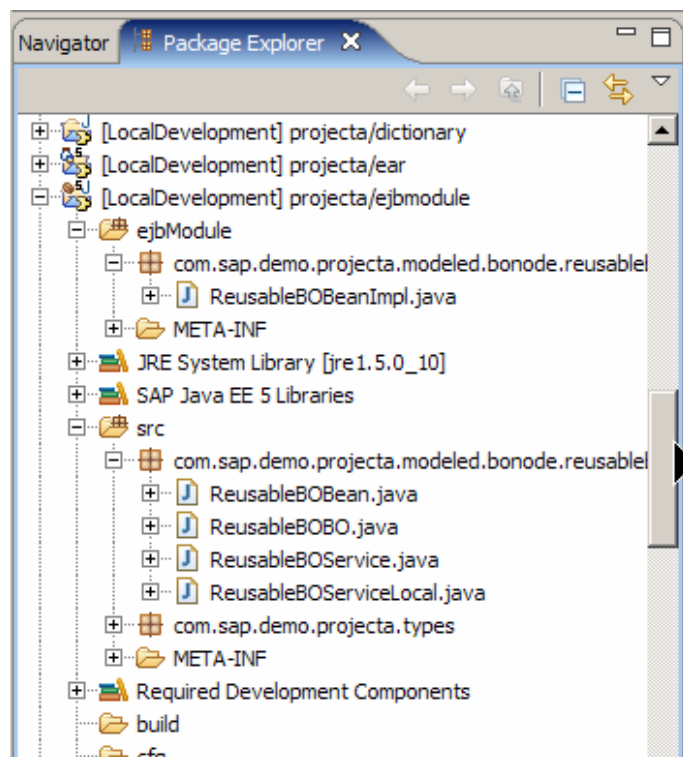 Navigator Package Explorer
[LocalDevelopment] projecta/dictionary
[LocalDevelopment] projecta/ear
[LocalDevelopment] projecta/ejbmodule
ejbModule
com.sap.demo.projecta.modeled.bonode.reusablel
ReusableBOBeanImpl.java
META-INF
JRE System Library [jre1.5.0_10]
SAP Java EE 5 Libraries
src
com.sap.demo.projecta.modeled.bonode.reusablel
ReusableBOBean.java
ReusableBOBO.java
ReusableBOService.java
ReusableBOServiceLocal.java
com.sap.demo.projecta.types
META-INF
Required Development Components
build